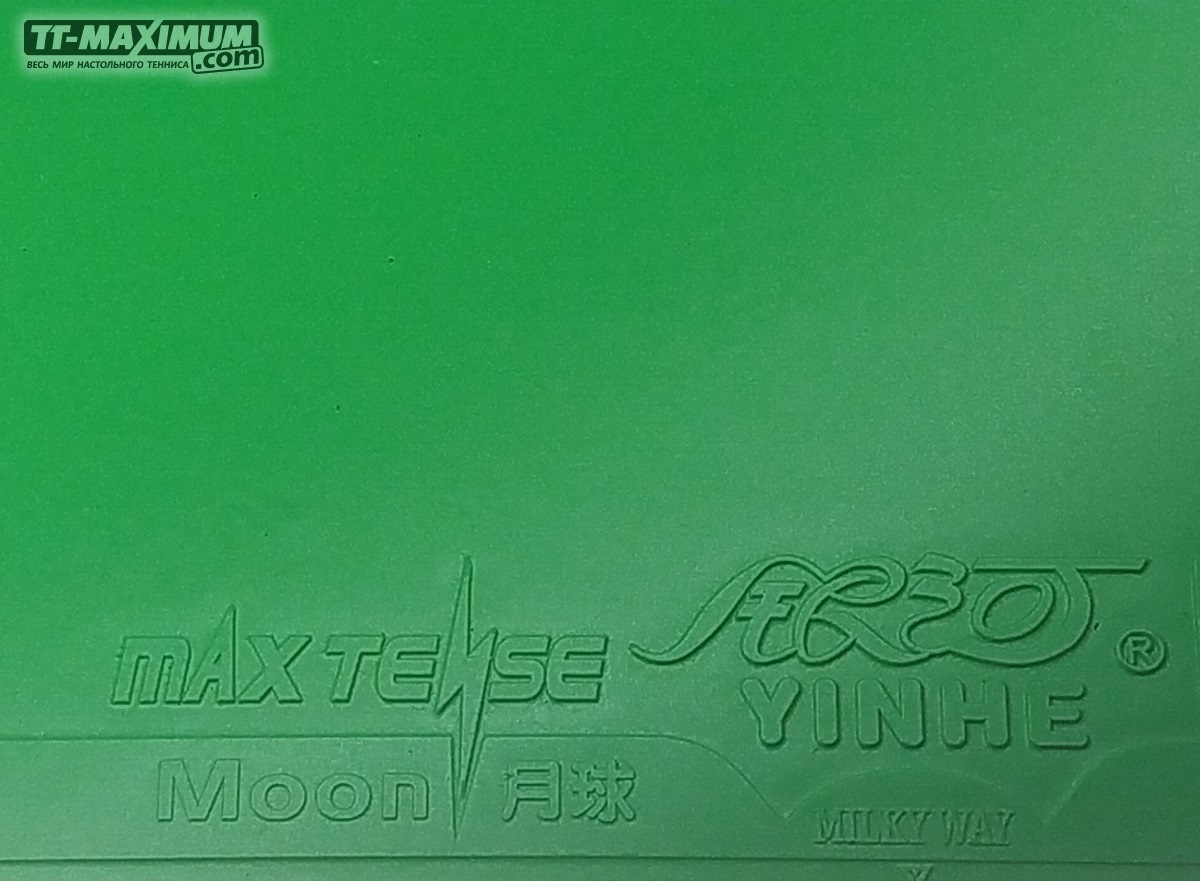 TT-MAXIMUM
.com
ВЕСЬ МИР НАСТОЛЬНОГО ТЕННИСА
MAX TENSE
YINHE ®
Moon 月球
MILKY WAY